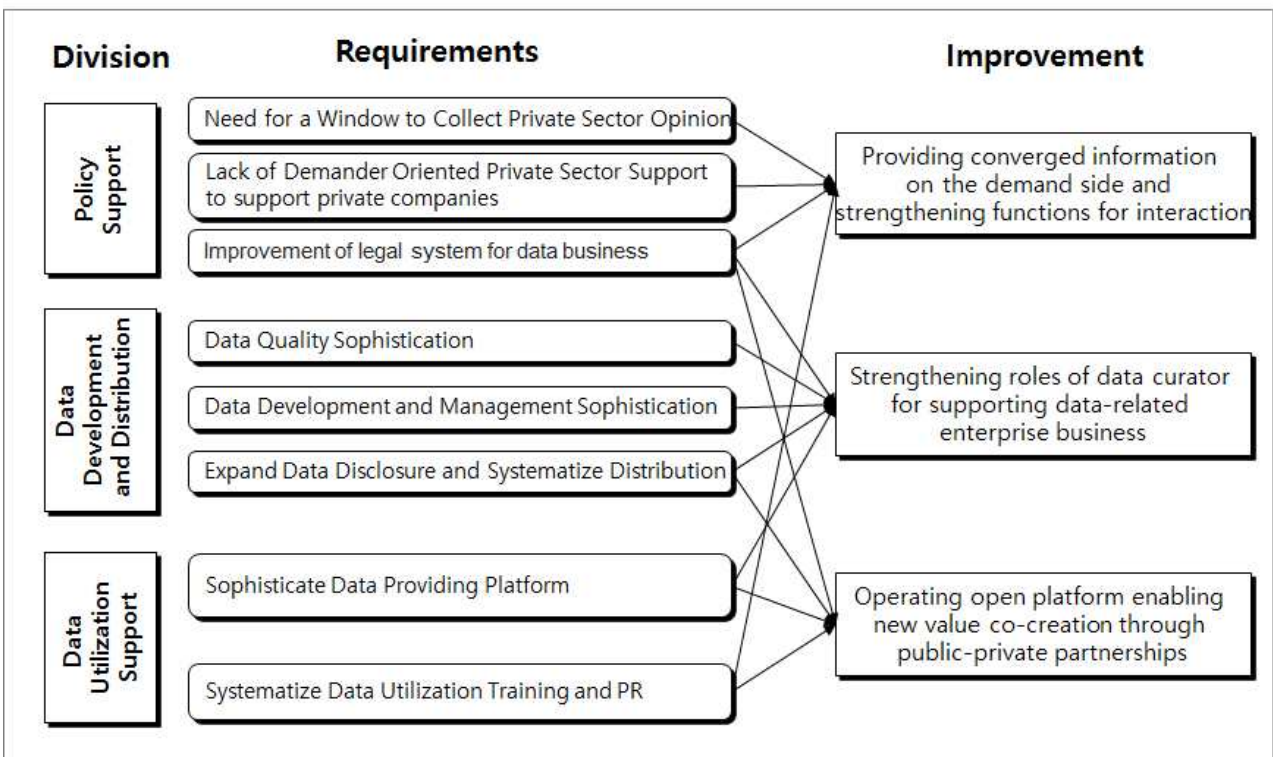 Division
Requirements
Improvement
Policy
Support
Need for a Window to Collect Private Sector Opinion
Lack of Demander Oriented Private Sector Support
to support private companies
Improvement of legal system for data business
Providing converged information
on the demand side and
strengthening functions for interaction
Data
Development
and Distribution
Data Quality Sophistication
Data Development and Management Sophistication
Expand Data Disclosure and Systematize Distribution
Strengthening roles of data curator
for supporting data-related
enterprise business
Data
Utilization
Support
Sophisticate Data Providing Platform
Systematize Data Utilization Training and PR
Operating open platform enabling
new value co-creation through
public-private partnerships